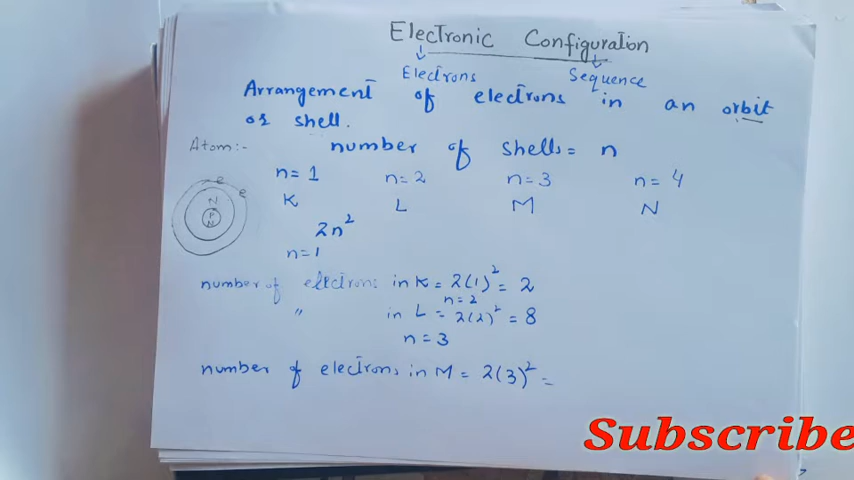 Electronic Configuration
Electrons Sequence
Arrangement of electrons in an orbit
or shell.
Atom:- number of shells = n
n=1 n=2 n=3 n=4
K L M N
e
e
N
P
N
2n²
n=1
number of electrons in K = 2(1)² = 2
n=2
" in L = 2(2)² = 8
n=3
number of electrons in M = 2(3)² =
Subscribe